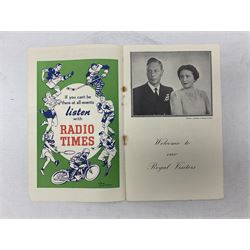 If you can't be
there at all events
listen
with
RADIO
TIMES
Welcome to
our
Royal Visitors